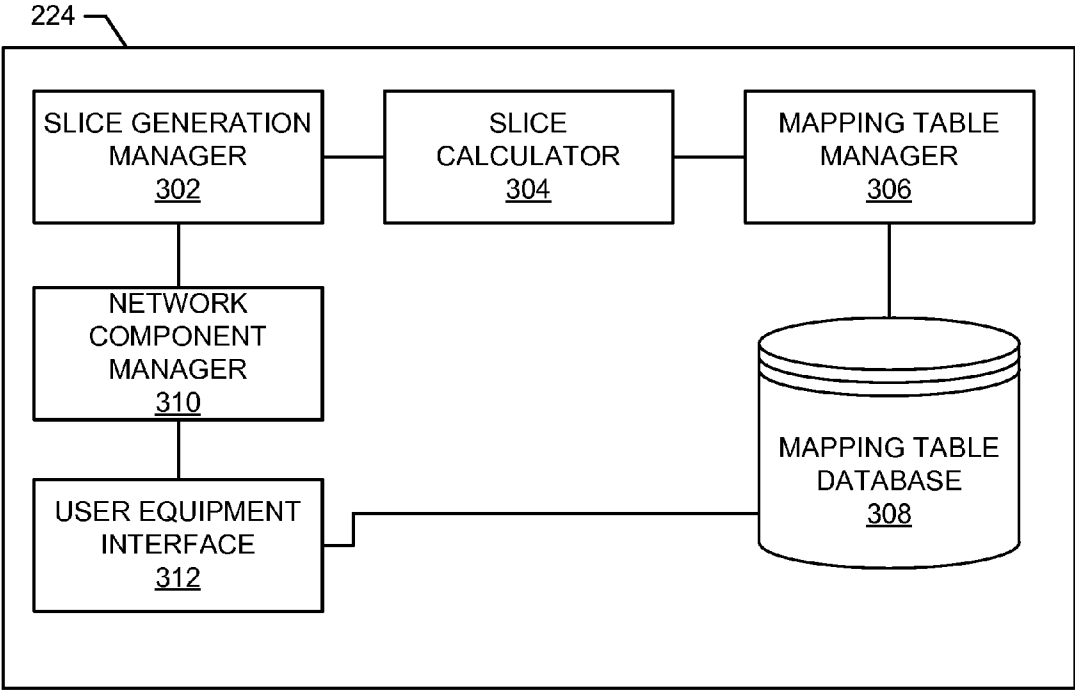 224
SLICE GENERATION
MANAGER
302
SLICE
CALCULATOR
304
MAPPING TABLE
MANAGER
306
NETWORK
COMPONENT
MANAGER
310
MAPPING TABLE
DATABASE
308
USER EQUIPMENT
INTERFACE
312